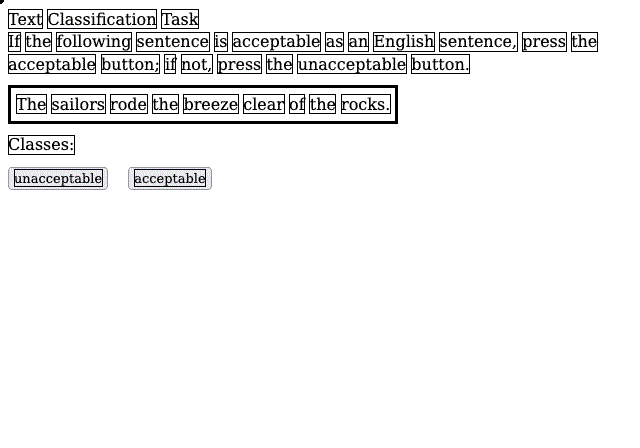 Text Classification Task
If the following sentence is acceptable as an English sentence, press the
acceptable button; if not, press the unacceptable button.
The sailors rode the breeze clear of the rocks.
Classes:
unacceptable acceptable